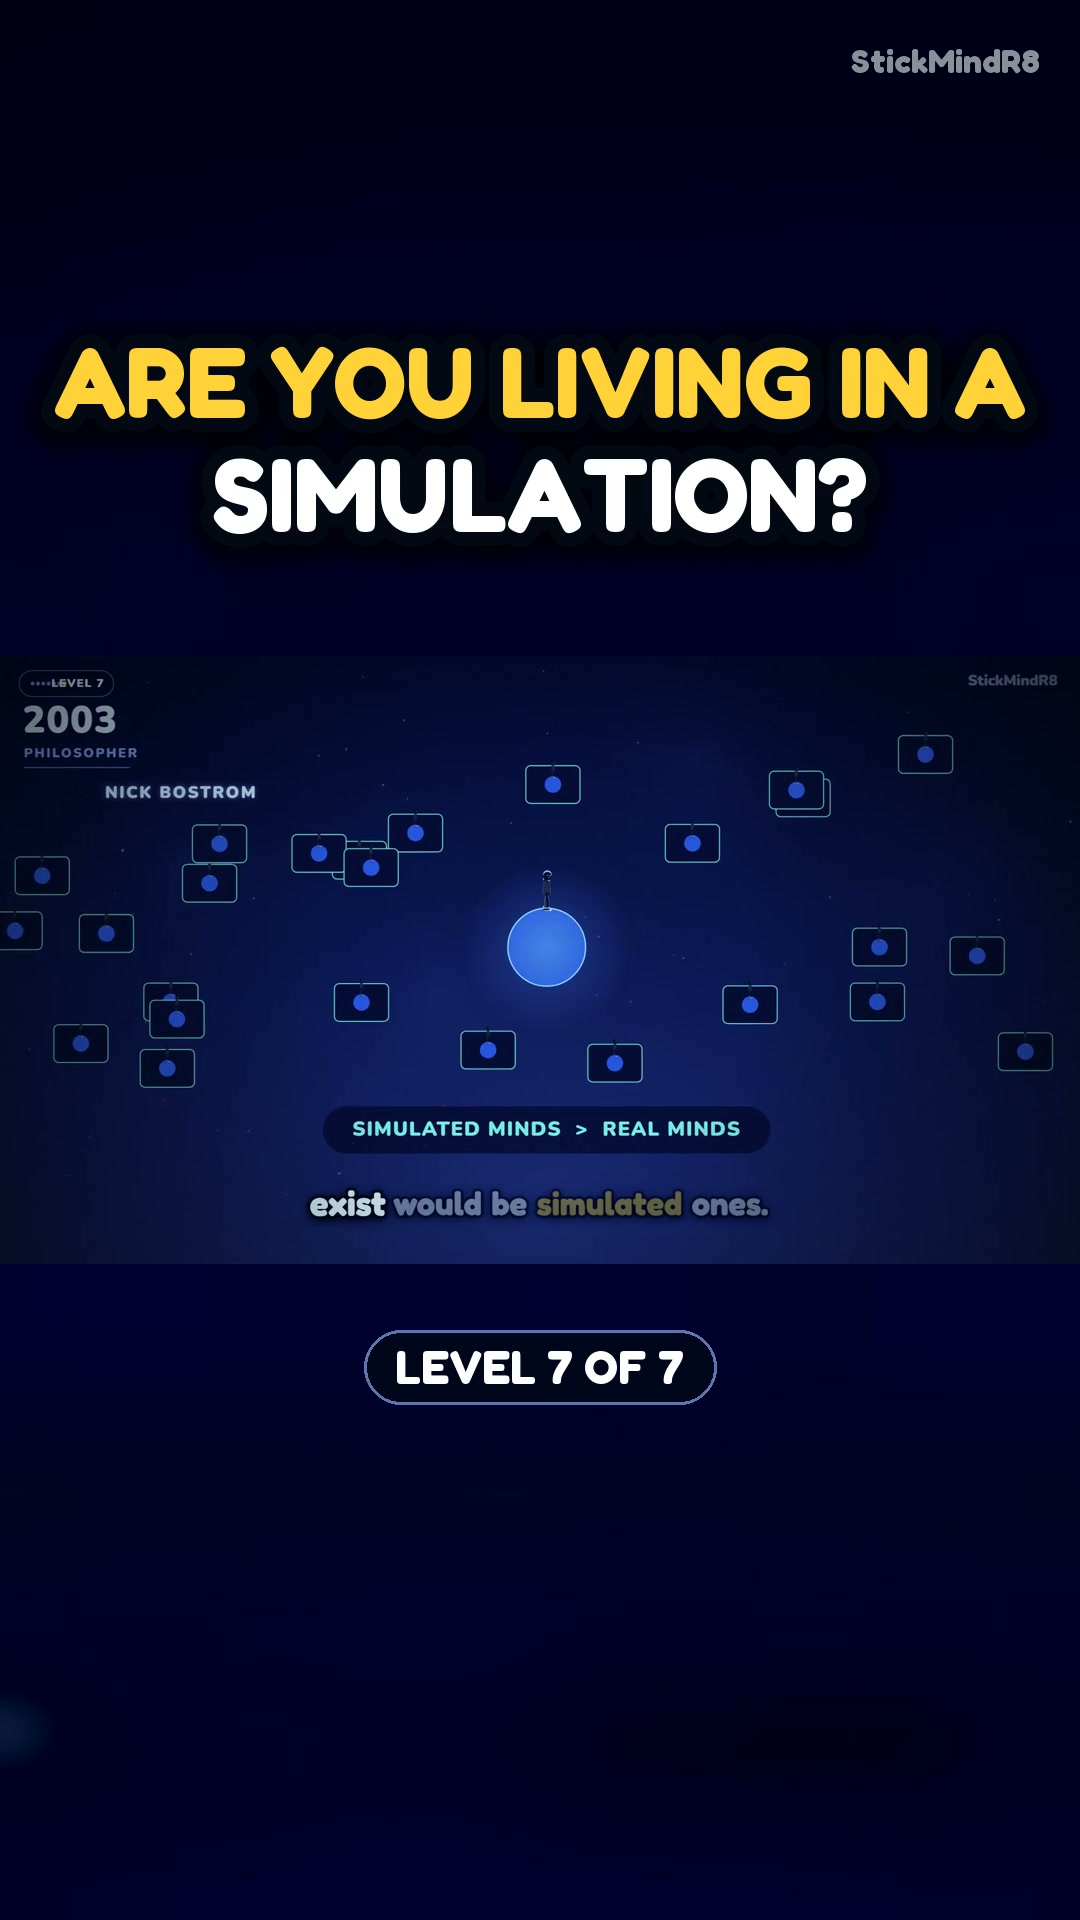 StickMindR8
ARE YOU LIVING IN A
SIMULATION?
LEVEL 7
StickMindR8
2003
PHILOSOPHER
NICK BOSTROM
SIMULATED MINDS > REAL MINDS
exist would be simulated ones.
LEVEL 7 OF 7